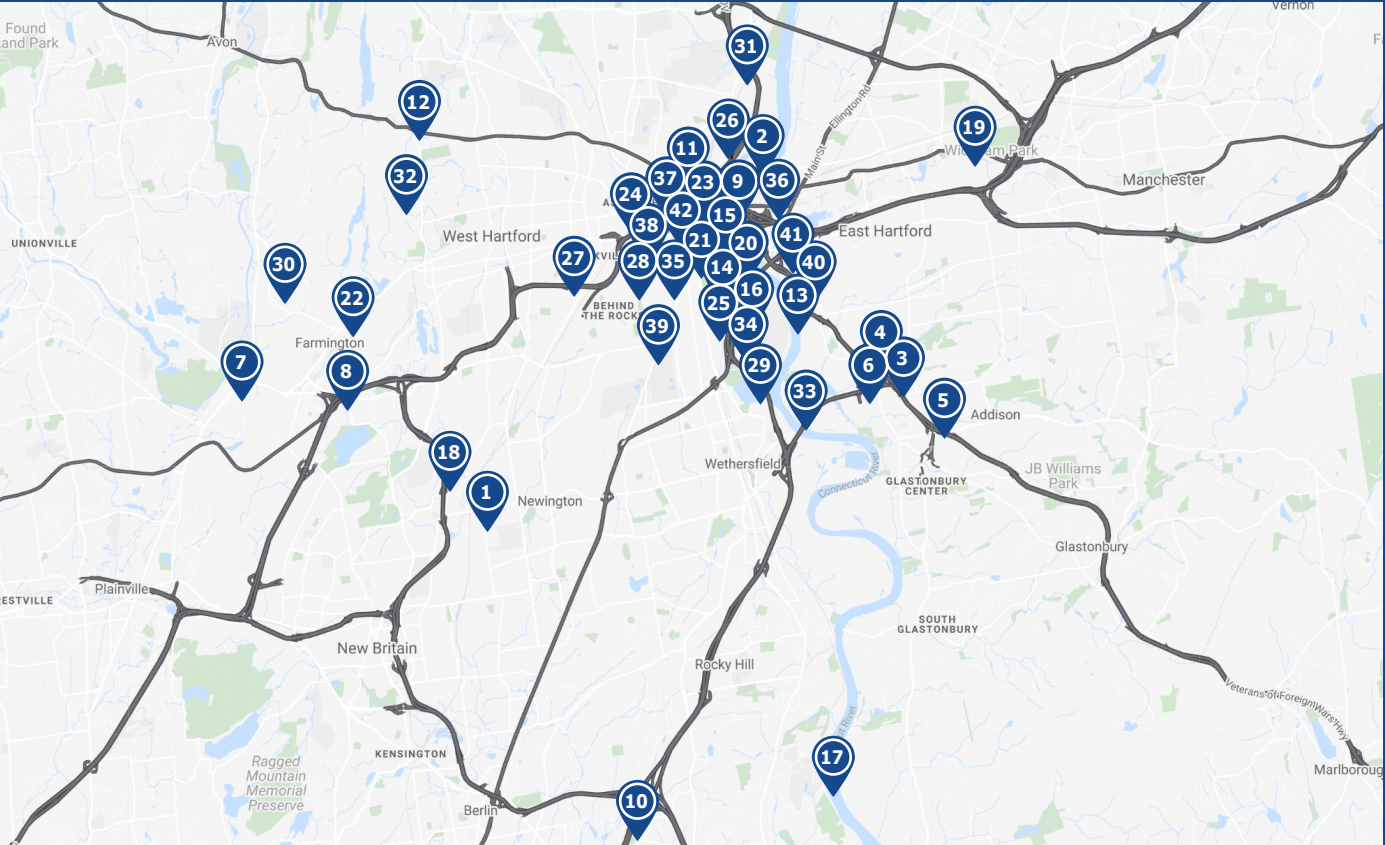 Vernon
Found
and Park
Avon
31
12
Ellington Rd
26
2
19
11
Main St
Wickham Park
37
23
9
36
Manchester
32
24
42
15
38
41
East Hartford
West Hartford
21
20
UNIONVILLE
27
28
35
14
40
30
16
13
22
25
BEHIND
THE ROCKS
39
34
4
Farmington
7
8
29
6
3
33
5
Addison
18
Wethersfield
JB Williams
Park
Connecticut River
GLASTONBURY
CENTER
1
Newington
Glastonbury
Plainville
RESTVILLE
SOUTH
GLASTONBURY
New Britain
Rocky Hill
Veterans of Foreign Wars Hwy
KENSINGTON
17
Ragged
Mountain
Memorial
Preserve
Marlboroug
10
Berlin